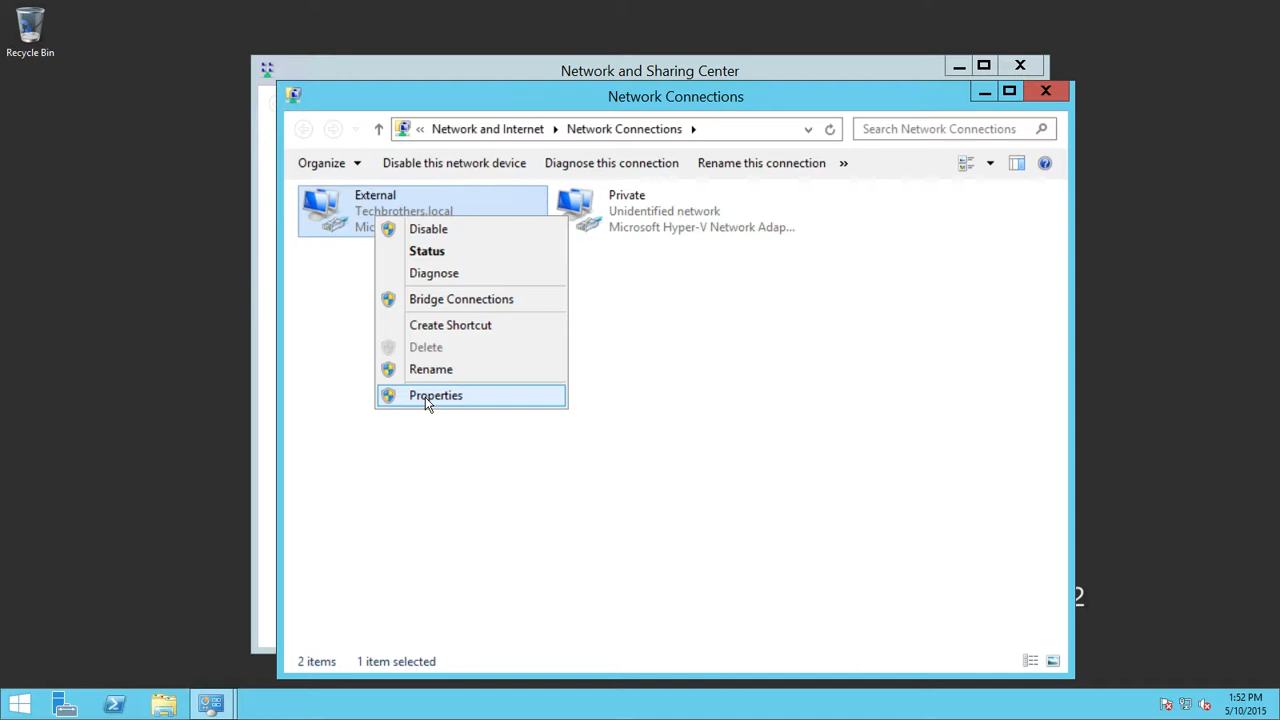 Recycle Bin
Network and Sharing Center
Network Connections
« Network and Internet Network Connections
Search Network Connections
Organize Disable this network device Diagnose this connection Rename this connection »
External
Techbrothers.local
Mic
Private
Unidentified network
Microsoft Hyper-V Network Adap...
Disable
Status
Diagnose
Bridge Connections
Create Shortcut
Delete
Rename
Properties
2
2 items 1 item selected
1:52 PM
5/10/2015